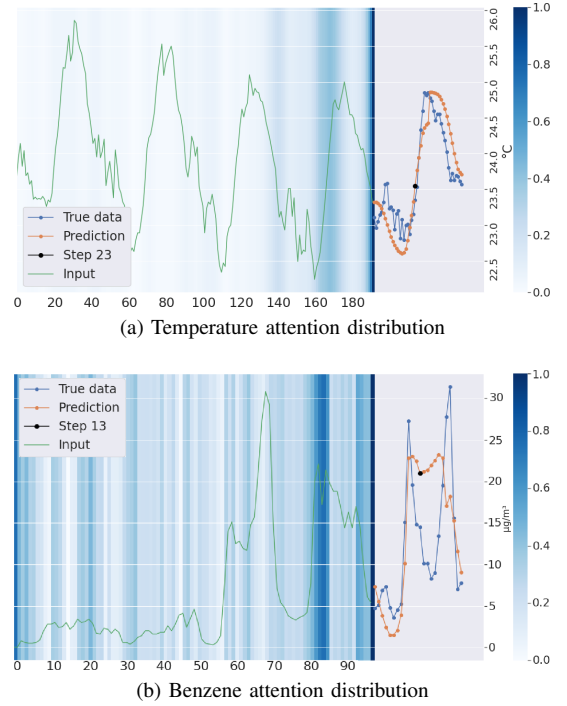 26.0
25.5
25.0
24.5
24.0
23.5
23.0
22.5
°C
1.0
0.8
0.6
0.4
0.2
0.0
True data
Prediction
Step 23
Input
0 20 40 60 80 100 120 140 160 180
(a) Temperature attention distribution
True data
Prediction
Step 13
Input
30
25
20
15
10
5
0
µg/m³
1.0
0.8
0.6
0.4
0.2
0.0
0 10 20 30 40 50 60 70 80 90
(b) Benzene attention distribution